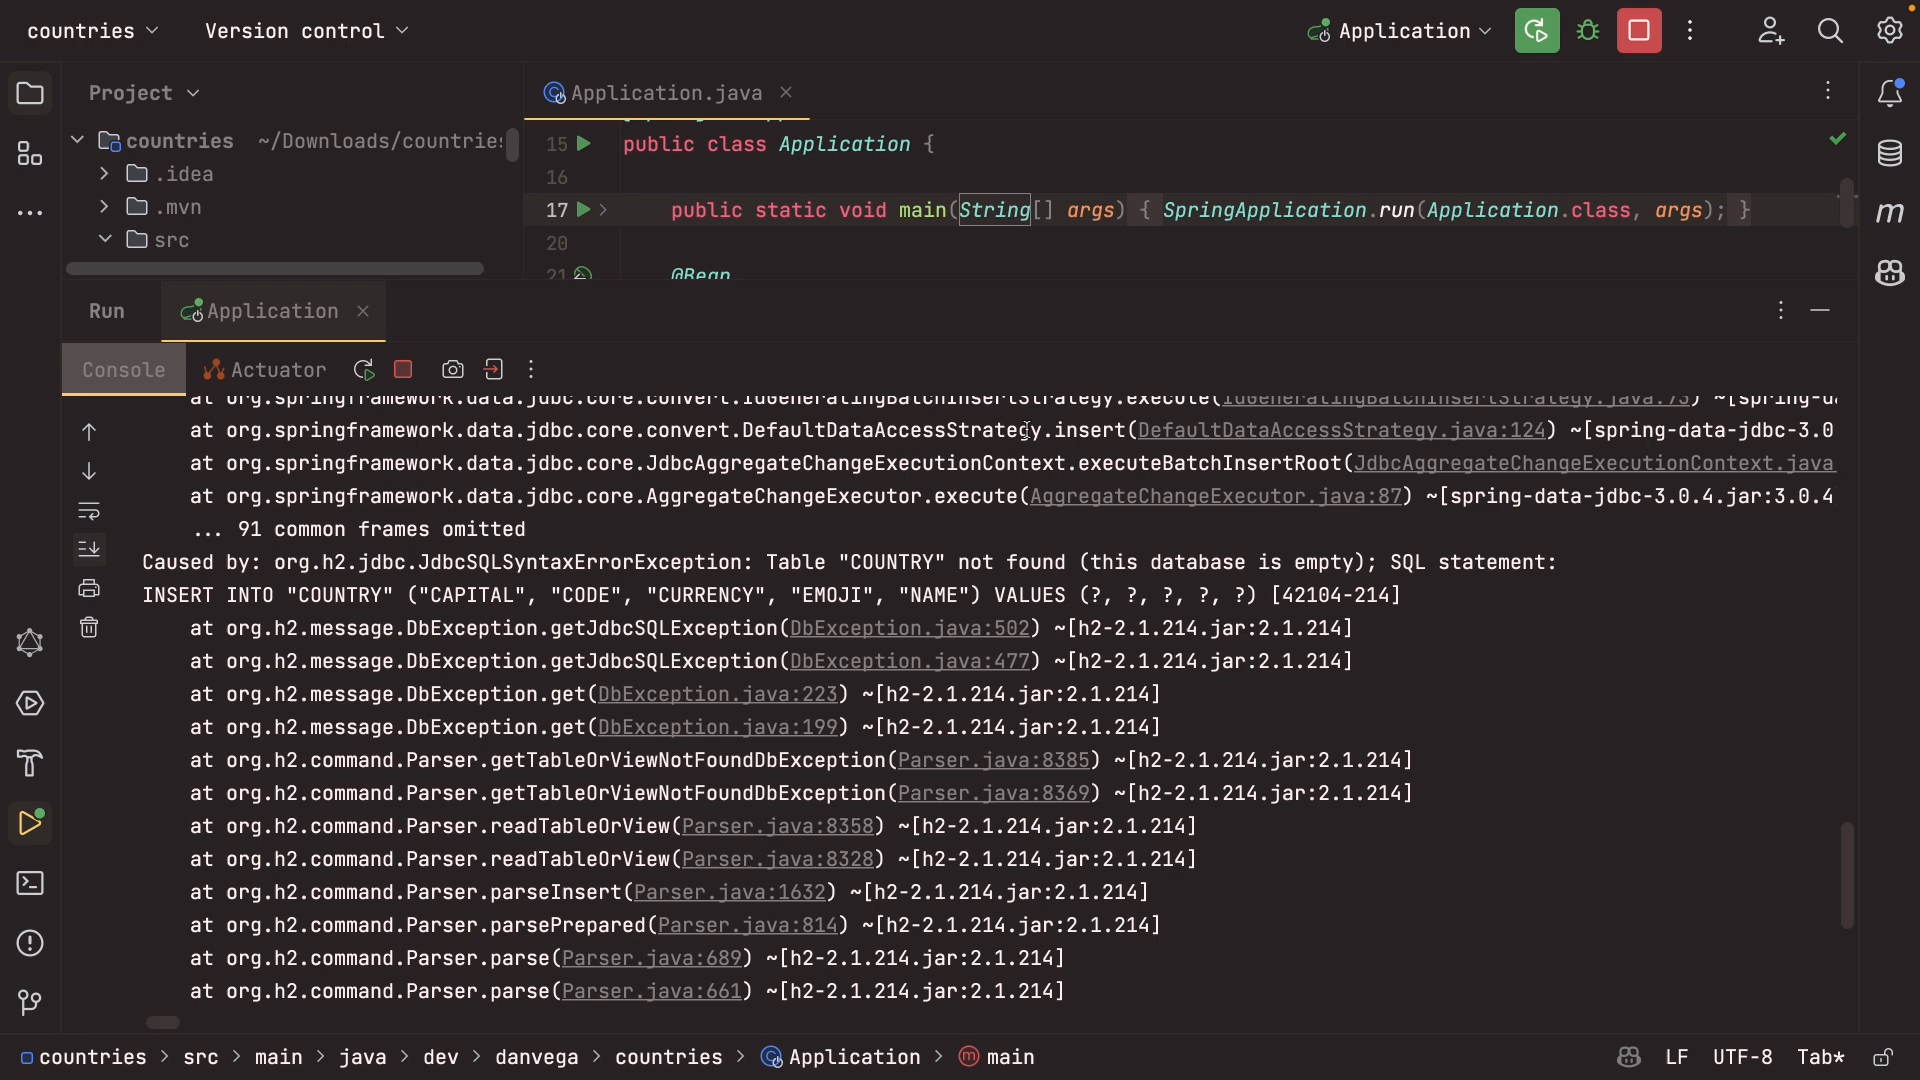 countries
Version control
Application
Project
Application.java
countries ~/Downloads/countries
.idea
.mvn
src
15 public class Application {
16
17 public static void main(String[] args) { SpringApplication.run(Application.class, args); }
20
21 @Bean
Run
Application
Console
Actuator
at org.springframework.data.jdbc.core.convert.IdGeneratingBatchInsertStrategy.execute(IdGeneratingBatchInsertStrategy.java:73) ~[spring-da
at org.springframework.data.jdbc.core.convert.DefaultDataAccessStrategy.insert(DefaultDataAccessStrategy.java:124) ~[spring-data-jdbc-3.0
at org.springframework.data.jdbc.core.JdbcAggregateChangeExecutionContext.executeBatchInsertRoot(JdbcAggregateChangeExecutionContext.java
at org.springframework.data.jdbc.core.AggregateChangeExecutor.execute(AggregateChangeExecutor.java:87) ~[spring-data-jdbc-3.0.4.jar:3.0.4
... 91 common frames omitted
Caused by: org.h2.jdbc.JdbcSQLSyntaxErrorException: Table "COUNTRY" not found (this database is empty); SQL statement:
INSERT INTO "COUNTRY" ("CAPITAL", "CODE", "CURRENCY", "EMOJI", "NAME") VALUES (?, ?, ?, ?, ?) [42104-214]
at org.h2.message.DbException.getJdbcSQLException(DbException.java:502) ~[h2-2.1.214.jar:2.1.214]
at org.h2.message.DbException.getJdbcSQLException(DbException.java:477) ~[h2-2.1.214.jar:2.1.214]
at org.h2.message.DbException.get(DbException.java:223) ~[h2-2.1.214.jar:2.1.214]
at org.h2.message.DbException.get(DbException.java:199) ~[h2-2.1.214.jar:2.1.214]
at org.h2.command.Parser.getTableOrViewNotFoundDbException(Parser.java:8385) ~[h2-2.1.214.jar:2.1.214]
at org.h2.command.Parser.getTableOrViewNotFoundDbException(Parser.java:8369) ~[h2-2.1.214.jar:2.1.214]
at org.h2.command.Parser.readTableOrView(Parser.java:8358) ~[h2-2.1.214.jar:2.1.214]
at org.h2.command.Parser.readTableOrView(Parser.java:8328) ~[h2-2.1.214.jar:2.1.214]
at org.h2.command.Parser.parseInsert(Parser.java:1632) ~[h2-2.1.214.jar:2.1.214]
at org.h2.command.Parser.parsePrepared(Parser.java:814) ~[h2-2.1.214.jar:2.1.214]
at org.h2.command.Parser.parse(Parser.java:689) ~[h2-2.1.214.jar:2.1.214]
at org.h2.command.Parser.parse(Parser.java:661) ~[h2-2.1.214.jar:2.1.214]
countries > src > main > java > dev > danvega > countries > Application > main
LF UTF-8 Tab*